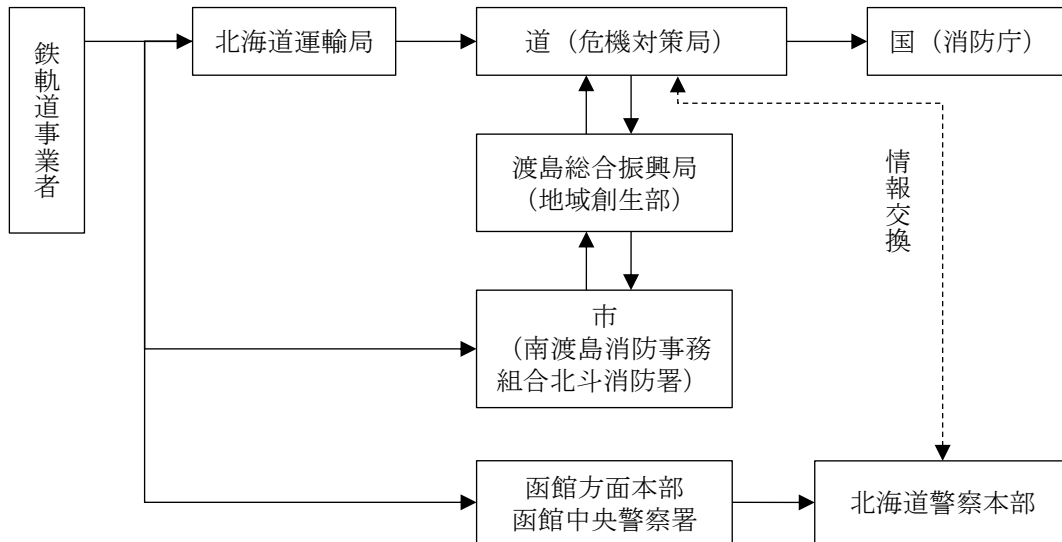 鉄軌道事業者
北海道運輸局
道（危機対策局）
国（消防庁）
渡島総合振興局
（地域創生部）
情報交換
市
（南渡島消防事務
組合北斗消防署）
函館方面本部
函館中央警察署
北海道警察本部